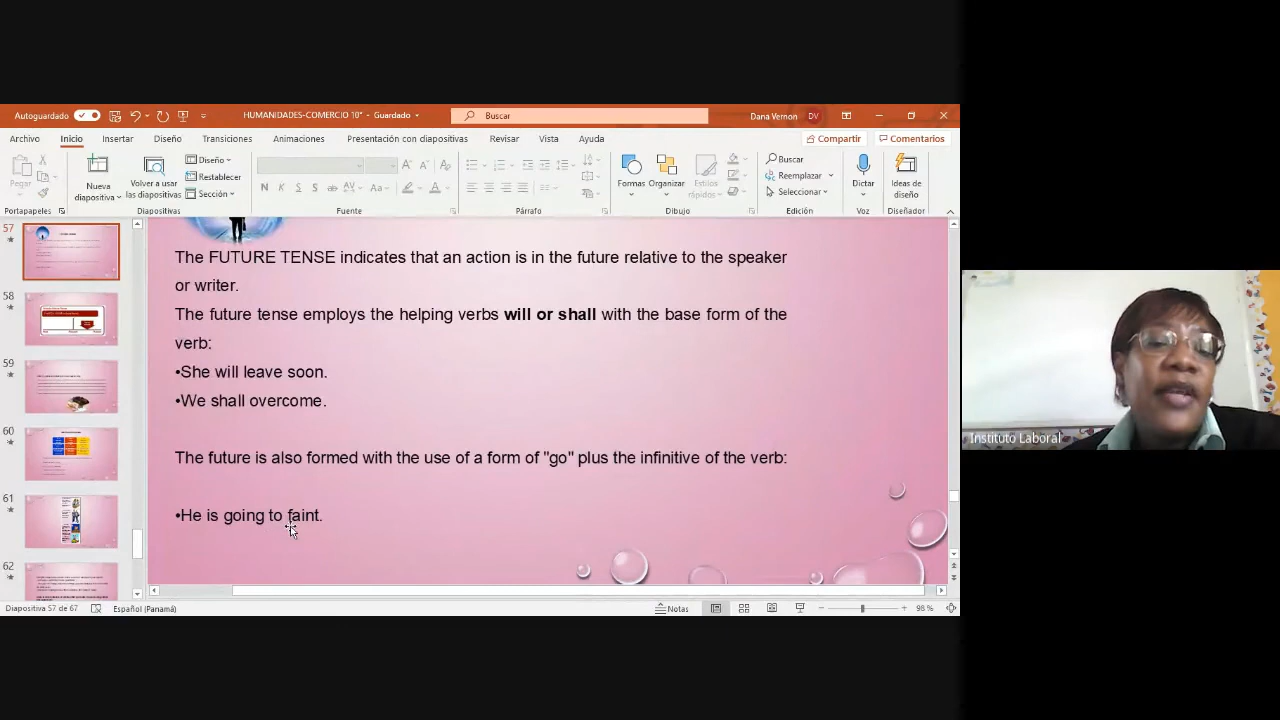 Autoguardado
HUMANIDADES-COMERCIO 10° • Guardado
Buscar
Dana Vernon
DV
Archivo Inicio Insertar Diseño Transiciones Animaciones Presentación con diapositivas Revisar Vista Ayuda
Compartir
Comentarios
Pegar
Nueva diapositiva
Volver a usar las diapositivas
Diseño
Restablecer
Sección
N K S S ab AV Aa A
Formas
Organizar
Estilos rápidos
Buscar
Reemplazar
Seleccionar
Dictar
Ideas de diseño
Portapapeles Diapositivas Fuente Párrafo Dibujo Edición Voz Diseñador
57
58
59
60
61
62
The FUTURE TENSE indicates that an action is in the future relative to the speaker
or writer.
The future tense employs the helping verbs will or shall with the base form of the
verb:
•She will leave soon.
•We shall overcome.
The future is also formed with the use of a form of "go" plus the infinitive of the verb:
•He is going to faint.
Diapositiva 57 de 67
Español (Panamá)
Notas
98 %
Instituto Laboral